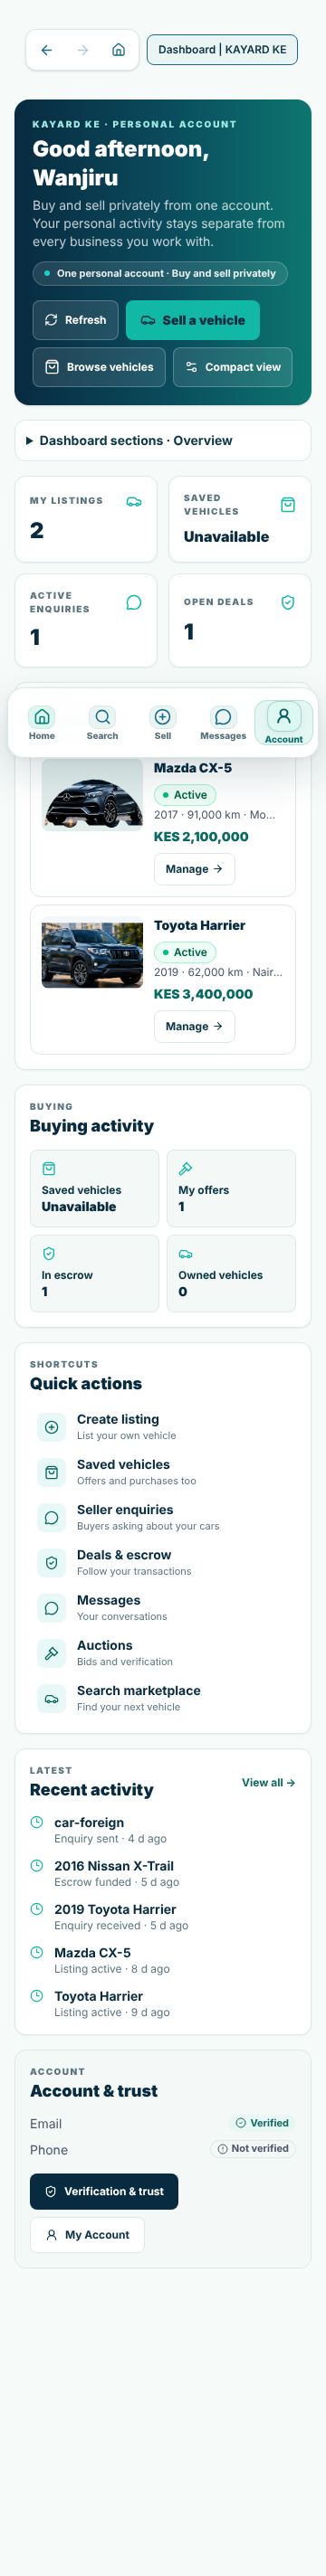 Dashboard | KAYARD KE
KAYARD KE · PERSONAL ACCOUNT
Good afternoon,
Wanjiru
Buy and sell privately from one account.
Your personal activity stays separate from
every business you work with.
One personal account · Buy and sell privately
Refresh
Sell a vehicle
Browse vehicles
Compact view
Dashboard sections · Overview
MY LISTINGS
2
SAVED
VEHICLES
Unavailable
ACTIVE
ENQUIRIES
1
OPEN DEALS
1
Home
Search
Sell
Messages
Account
Mazda CX-5
Active
2017 · 91,000 km · Mo...
KES 2,100,000
Manage →
Toyota Harrier
Active
2019 · 62,000 km · Nair...
KES 3,400,000
Manage →
BUYING
Buying activity
Saved vehicles
Unavailable
My offers
1
In escrow
1
Owned vehicles
0
SHORTCUTS
Quick actions
Create listing
List your own vehicle
Saved vehicles
Offers and purchases too
Seller enquiries
Buyers asking about your cars
Deals & escrow
Follow your transactions
Messages
Your conversations
Auctions
Bids and verification
Search marketplace
Find your next vehicle
LATEST
Recent activity
View all →
car-foreign
Enquiry sent · 4 d ago
2016 Nissan X-Trail
Escrow funded · 5 d ago
2019 Toyota Harrier
Enquiry received · 5 d ago
Mazda CX-5
Listing active · 8 d ago
Toyota Harrier
Listing active · 9 d ago
ACCOUNT
Account & trust
Email
Verified
Phone
Not verified
Verification & trust
My Account